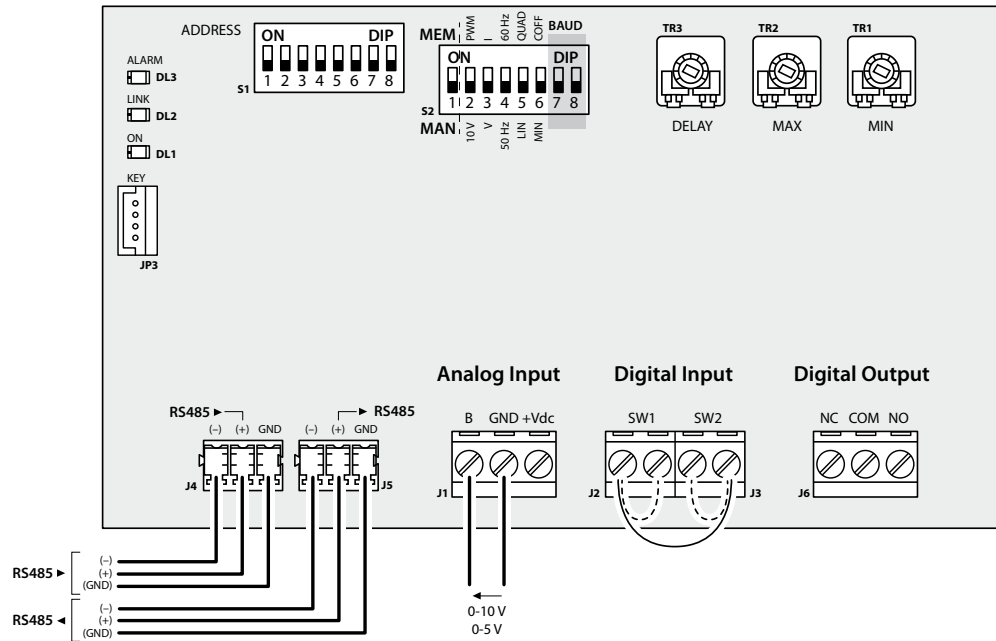 ADDRESS
ON DIP
1 2 3 4 5 6 7 8
S1
MEM PWM I 60 Hz QUAD COFF BAUD
ON DIP
1 2 3 4 5 6 7 8
S2
MAN 10 V V 50 Hz LIN MIN
TR3 TR2 TR1
DELAY MAX MIN
ALARM
DL3
LINK
DL2
ON
DL1
KEY
JP3
Analog Input Digital Input Digital Output
RS485 ► ► RS485
(–) (+) GND (–) (+) GND
B GND +Vdc SW1 SW2 NC COM NO
J4 J5 J1 J2 J3 J6
RS485 ►
(–)
(+)
(GND)
RS485 ◄
(–)
(+)
(GND)
0-10 V
0-5 V